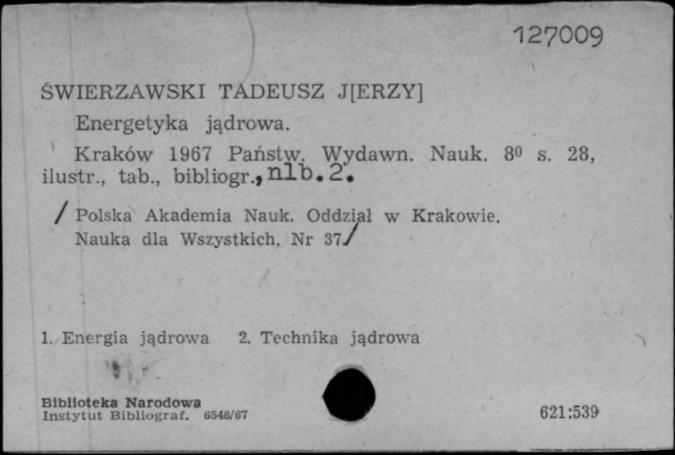 127009
ŚWIERZAWSKI TADEUSZ J[ERZY]
Energetyka jądrowa.
Kraków 1967 Państw. Wydawn. Nauk. 8⁰ s. 28,
ilustr., tab., bibliogr., nlb. 2.
/ Polska Akademia Nauk. Oddział w Krakowie.
Nauka dla Wszystkich. Nr 37/
1. Energia jądrowa 2. Technika jądrowa
Biblioteka Narodowa
Instytut Bibliograf. 6548/67
621:539